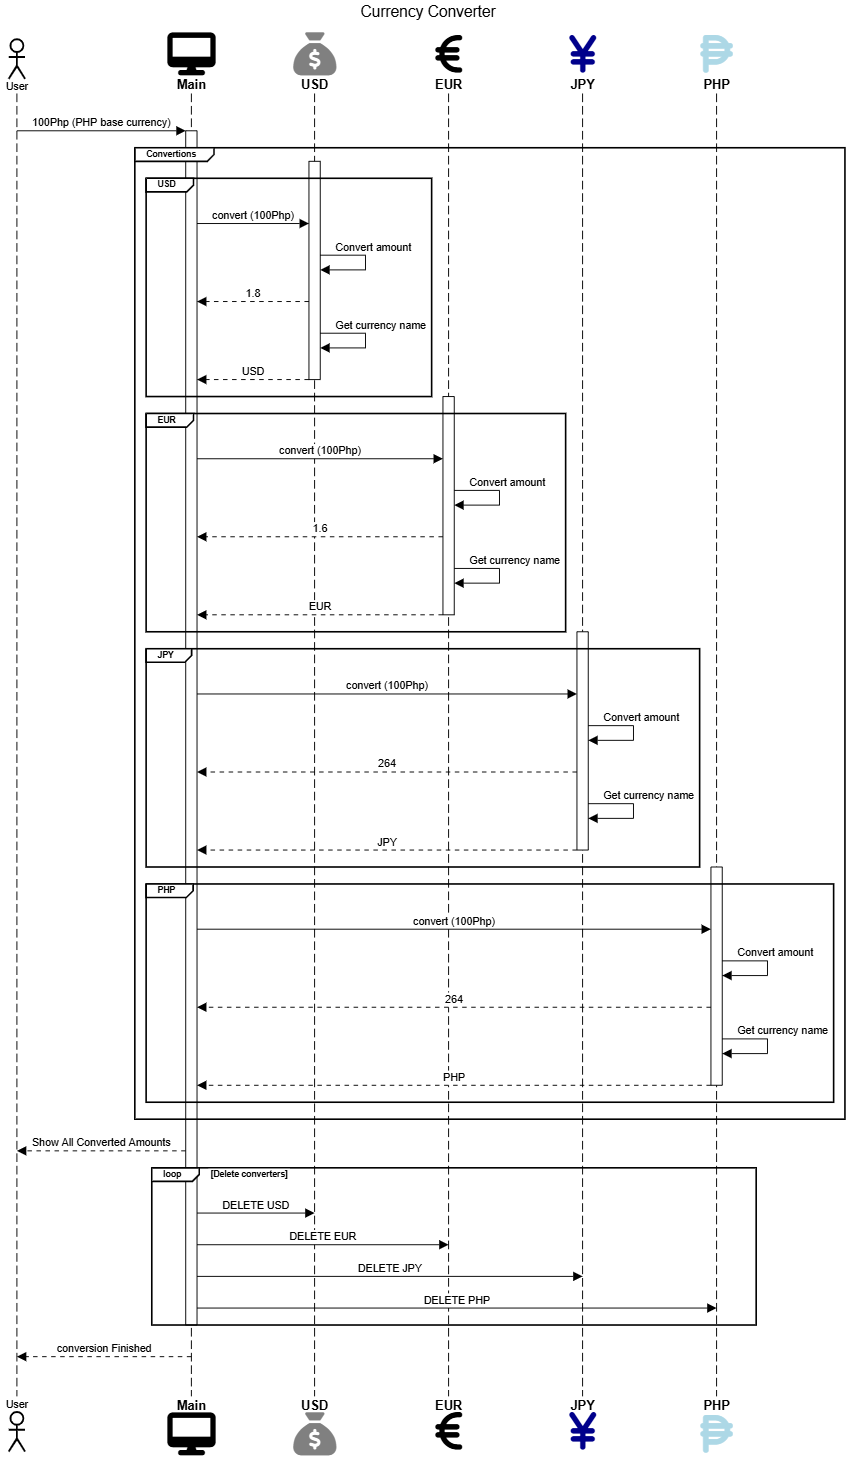 Currency Converter
User
Main
USD
EUR
JPY
PHP
100Php (PHP base currency)
Convertions
USD
convert (100Php)
Convert amount
1.8
Get currency name
USD
EUR
convert (100Php)
Convert amount
1.6
Get currency name
EUR
JPY
convert (100Php)
Convert amount
264
Get currency name
JPY
PHP
convert (100Php)
Convert amount
264
Get currency name
PHP
Show All Converted Amounts
loop [Delete converters]
DELETE USD
DELETE EUR
DELETE JPY
DELETE PHP
conversion Finished
User
Main
USD
EUR
JPY
PHP